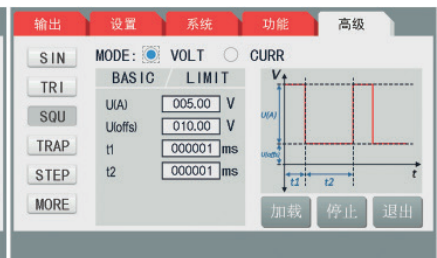 输出 设置 系统 功能 高级
SIN MODE: VOLT CURR
TRI BASIC / LIMIT
SQU U(A) 005.00 V
U(offs) 010.00 V
TRAP t1 000001 ms
STEP t2 000001 ms
MORE
V
U(A)
U(offs)
t1 t2 t
加载 停止 退出